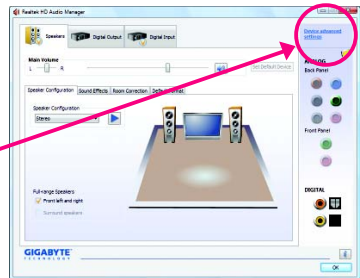 Realtek HD Audio Manager
Speakers
Digital Output
Digital Input
Device advanced
settings
Main Volume
L
R
Set Default Device
ANALOG
Back Panel
Speaker Configuration
Sound Effects
Room Correction
Default Format
Speaker Configuration
Stereo
Front Panel
Full-range Speakers
Front left and right
Surround speakers
DIGITAL
GIGABYTE
TECHNOLOGY
OK